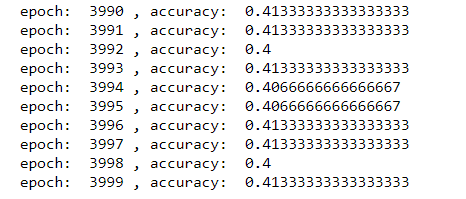 epoch:  3990 , accuracy:  0.41333333333333333
epoch:  3991 , accuracy:  0.41333333333333333
epoch:  3992 , accuracy:  0.4
epoch:  3993 , accuracy:  0.41333333333333333
epoch:  3994 , accuracy:  0.4066666666666667
epoch:  3995 , accuracy:  0.4066666666666667
epoch:  3996 , accuracy:  0.41333333333333333
epoch:  3997 , accuracy:  0.41333333333333333
epoch:  3998 , accuracy:  0.4
epoch:  3999 , accuracy:  0.41333333333333333